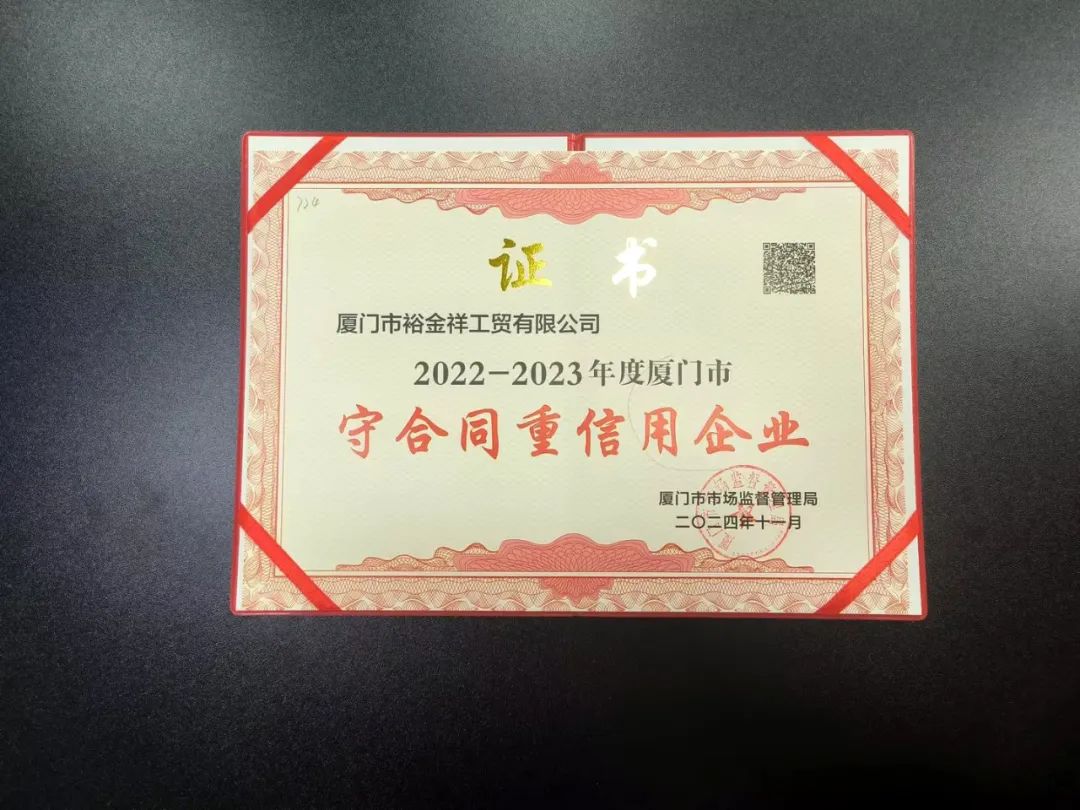 证 书
厦门市裕金祥工贸有限公司
2022-2023年度厦门市
守合同重信用企业
厦门市市场监督管理局
二〇二四年十一月